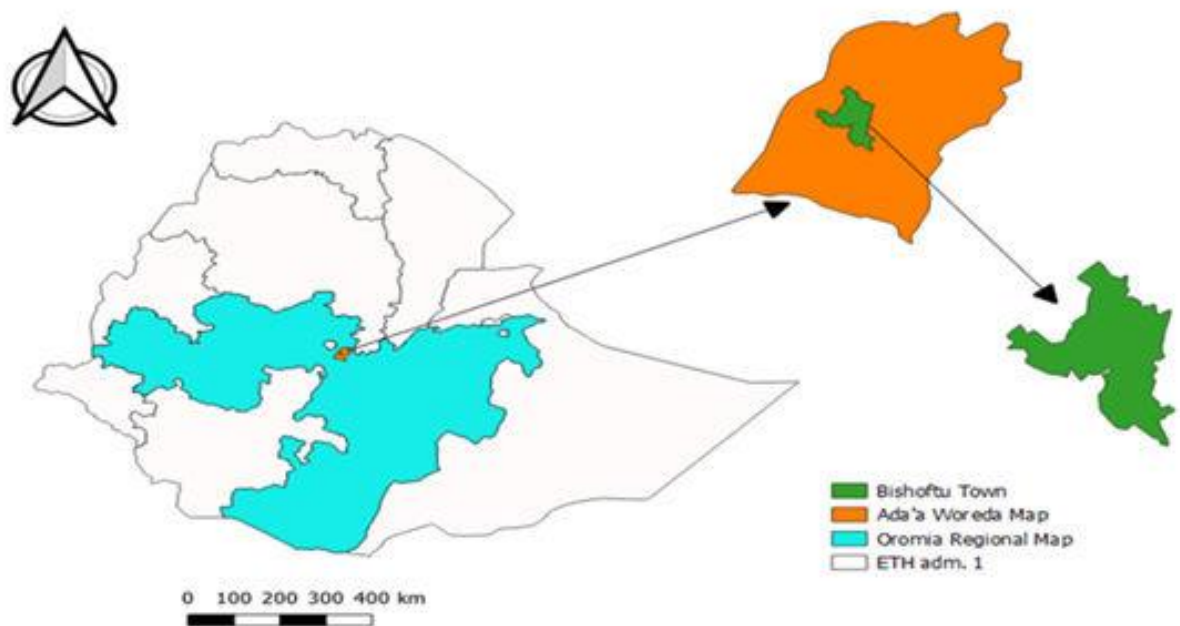 Bishoftu Town
Ada'a Woreda Map
Oromia Regional Map
ETH adm. 1
0 100 200 300 400 km